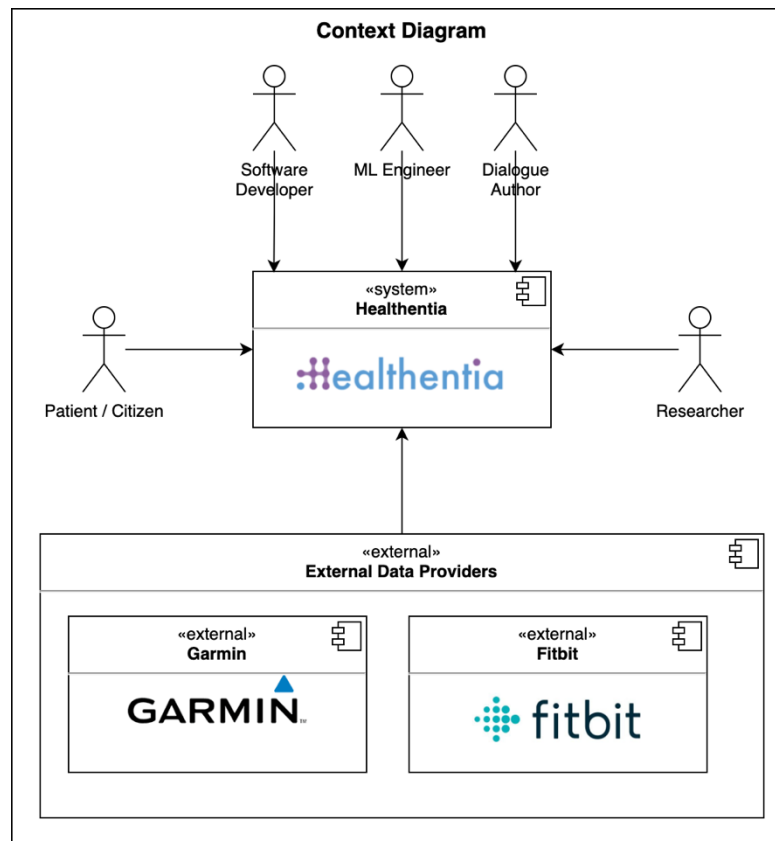 Context Diagram
Software
Developer
ML Engineer
Dialogue
Author
«system»
Healthentia
Healthentia
Patient / Citizen
Researcher
«external»
External Data Providers
«external»
Garmin
GARMIN™
«external»
Fitbit
fitbit